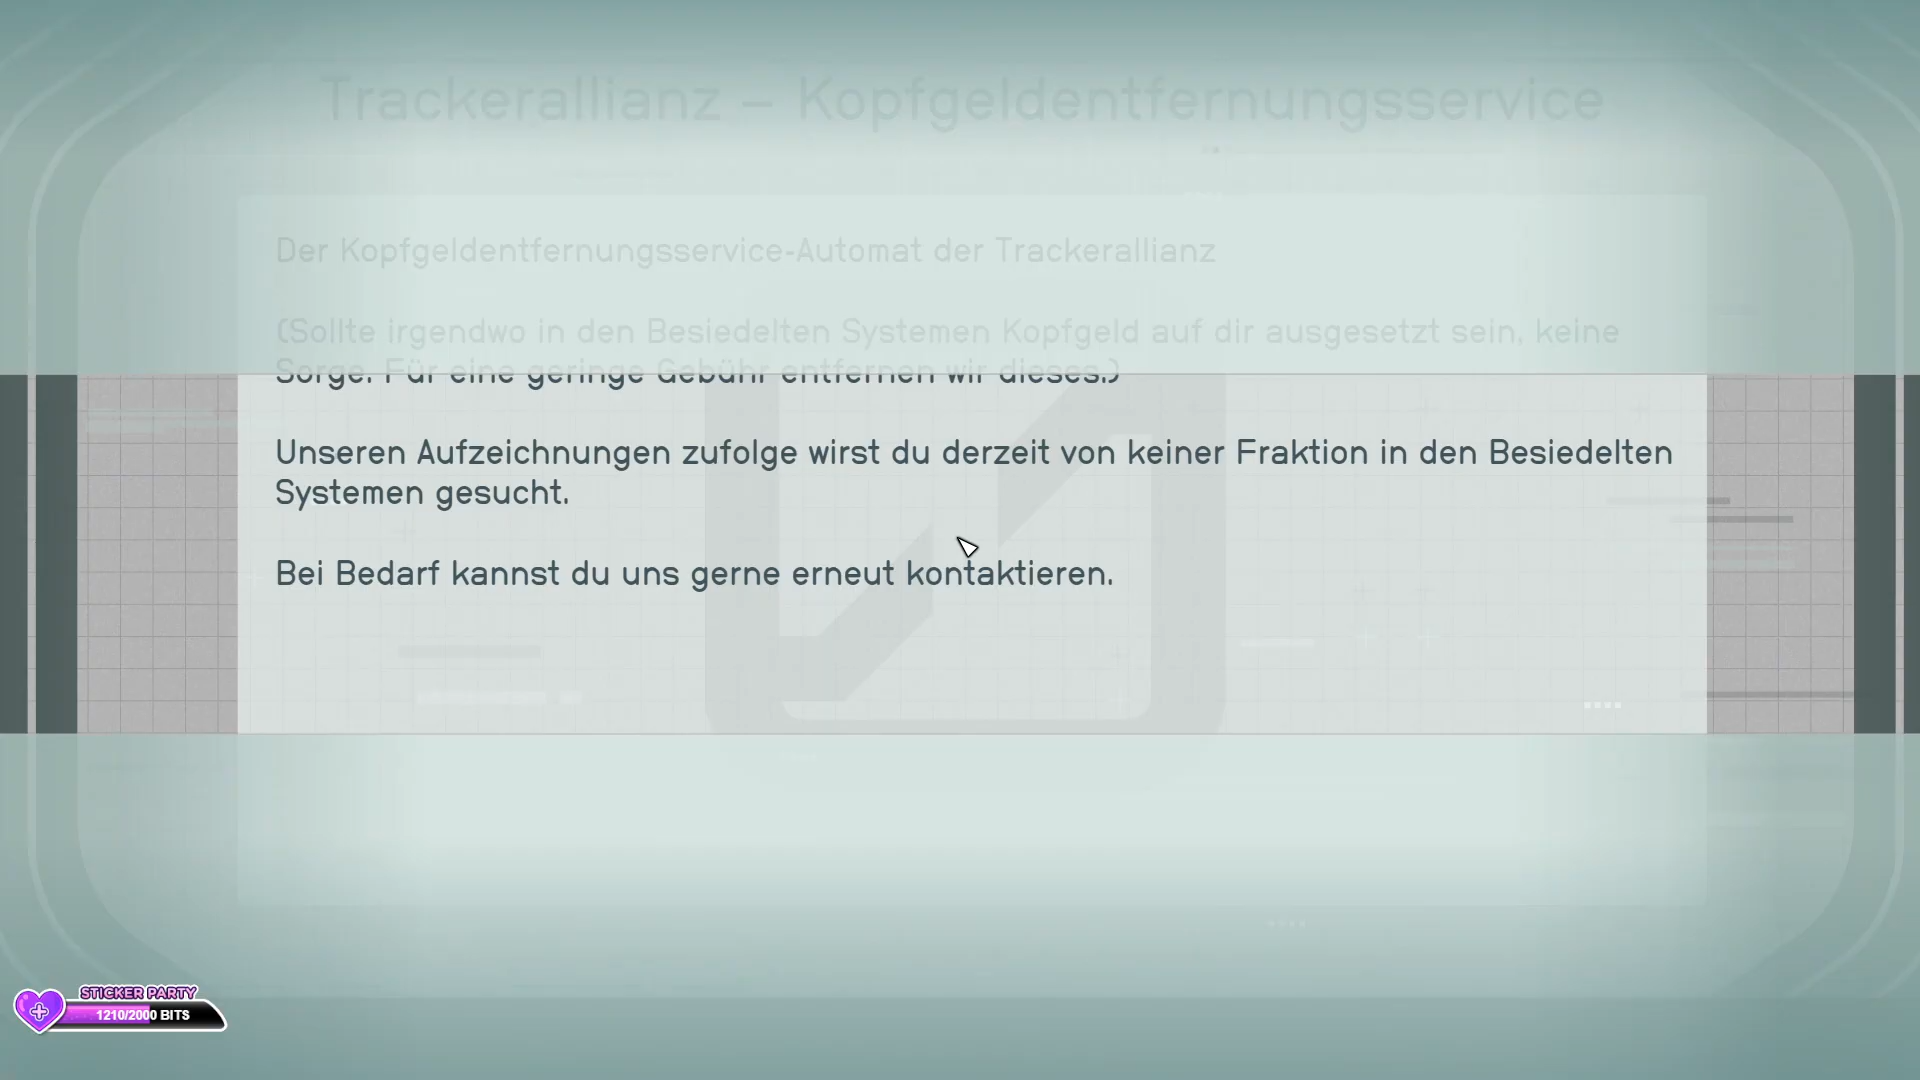 Trackerallianz – Kopfgeldentfernungsservice
Der Kopfgeldentfernungsservice-Automat der Trackerallianz
(Sollte irgendwo in den Besiedelten Systemen Kopfgeld auf dir ausgesetzt sein, keine
Sorge. Für eine geringe Gebühr entfernen wir dieses.)
Unseren Aufzeichnungen zufolge wirst du derzeit von keiner Fraktion in den Besiedelten
Systemen gesucht.
Bei Bedarf kannst du uns gerne erneut kontaktieren.
STICKER PARTY
1210/2000 BITS